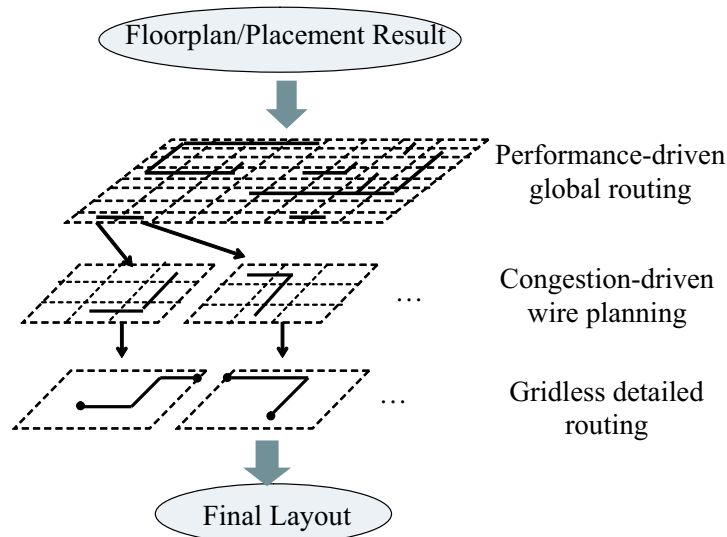 Floorplan/Placement Result
Performance-driven
global routing
Congestion-driven
wire planning
...
Gridless detailed
routing
...
Final Layout